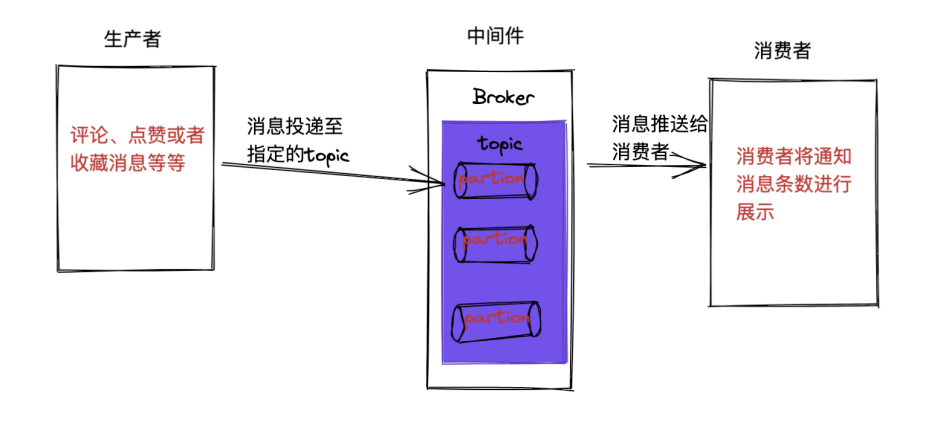 生产者
评论、点赞或者
收藏消息等等
消息投递至
指定的topic
中间件
Broker
topic
partion
partion
partion
消息推送给
消费者
消费者
消费者将通知
消息条数进行
展示